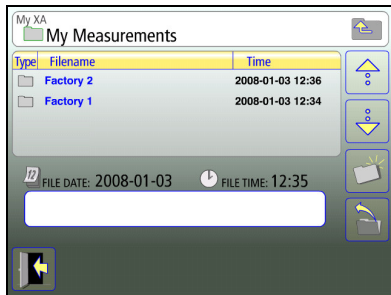 My XA
My Measurements
Type Filename Time
Factory 2 2008-01-03 12:36
Factory 1 2008-01-03 12:34
12 FILE DATE: 2008-01-03 FILE TIME: 12:35